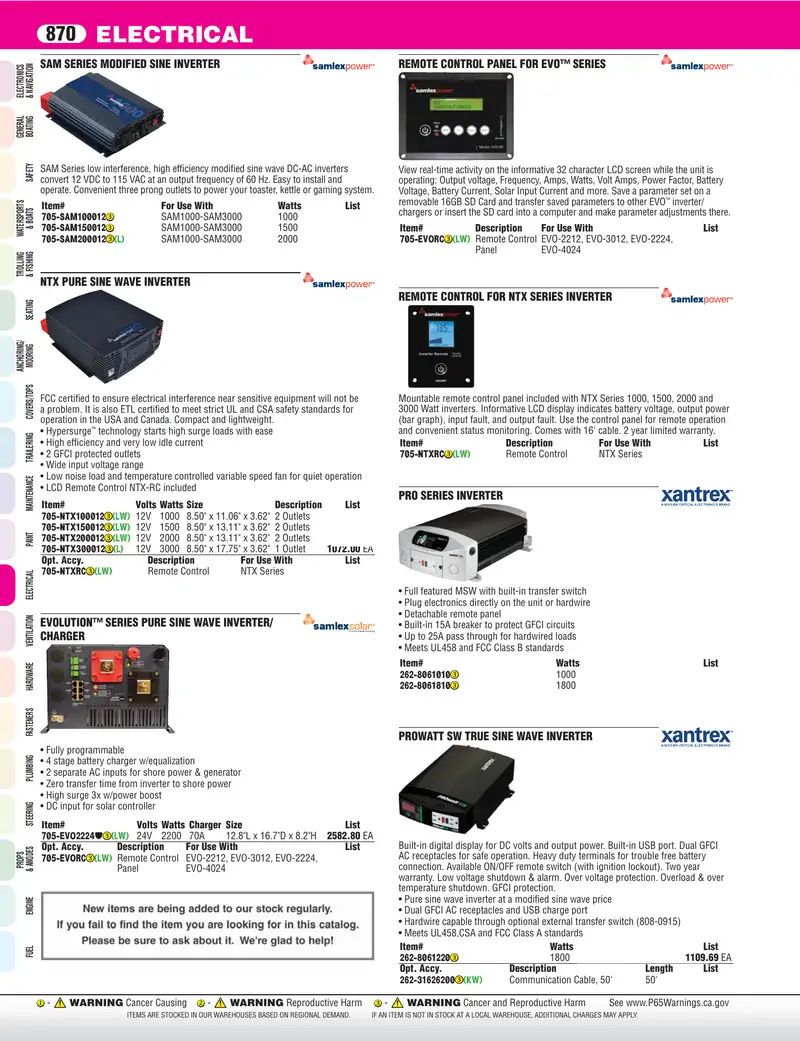 870 ELECTRICAL
ELECTRONICS & NAVIGATION
GENERAL BOATING
SAFETY
WATERSPORTS & BOATS
TROLLING & FISHING
SEATING
ANCHORING/ MOORING
COVERS/TOPS
TRAILERING
MAINTENANCE
PAINT
ELECTRICAL
VENTILATION
HARDWARE
FASTENERS
PLUMBING
STEERING
PROPS & ANODES
ENGINE
FUEL
SAM SERIES MODIFIED SINE INVERTER
samlexpower™
SAM Series low interference, high efficiency modified sine wave DC-AC inverters
convert 12 VDC to 115 VAC at an output frequency of 60 Hz. Easy to install and
operate. Convenient three prong outlets to power your toaster, kettle or gaming system.
Item# For Use With Watts List
705-SAM100012 3 SAM1000-SAM3000 1000
705-SAM150012 3 SAM1000-SAM3000 1500
705-SAM200012 3 (L) SAM1000-SAM3000 2000
NTX PURE SINE WAVE INVERTER
samlexpower™
FCC certified to ensure electrical interference near sensitive equipment will not be
a problem. It is also ETL certified to meet strict UL and CSA safety standards for
operation in the USA and Canada. Compact and lightweight.
• Hypersurge™ technology starts high surge loads with ease
• High efficiency and very low idle current
• 2 GFCI protected outlets
• Wide input voltage range
• Low noise load and temperature controlled variable speed fan for quiet operation
• LCD Remote Control NTX-RC included
Item# Volts Watts Size Description List
705-NTX100012 3 (LW) 12V 1000 8.50" x 11.06" x 3.62" 2 Outlets
705-NTX150012 3 (LW) 12V 1500 8.50" x 13.11" x 3.62" 2 Outlets
705-NTX200012 3 (LW) 12V 2000 8.50" x 13.11" x 3.62" 2 Outlets
705-NTX300012 3 (L) 12V 3000 8.50" x 17.75" x 3.62" 1 Outlet 1072.00 EA
Opt. Accy. Description For Use With List
705-NTXRC 3 (LW) Remote Control NTX Series
EVOLUTION™ SERIES PURE SINE WAVE INVERTER/
CHARGER
samlexsolar™
• Fully programmable
• 4 stage battery charger w/equalization
• 2 separate AC inputs for shore power & generator
• Zero transfer time from inverter to shore power
• High surge 3x w/power boost
• DC input for solar controller
Item# Volts Watts Charger Size List
705-EVO2224 3 (LW) 24V 2200 70A 12.8"L x 16.7"D x 8.2"H 2582.80 EA
Opt. Accy. Description For Use With List
705-EVORC 3 (LW) Remote Control EVO-2212, EVO-3012, EVO-2224,
Panel EVO-4024
New items are being added to our stock regularly.
If you fail to find the item you are looking for in this catalog.
Please be sure to ask about it. We're glad to help!
REMOTE CONTROL PANEL FOR EVO™ SERIES
samlexpower™
View real-time activity on the informative 32 character LCD screen while the unit is
operating: Output voltage, Frequency, Amps, Watts, Volt Amps, Power Factor, Battery
Voltage, Battery Current, Solar Input Current and more. Save a parameter set on a
removable 16GB SD Card and transfer saved parameters to other EVO™ inverter/
chargers or insert the SD card into a computer and make parameter adjustments there.
Item# Description For Use With List
705-EVORC 3 (LW) Remote Control EVO-2212, EVO-3012, EVO-2224,
Panel EVO-4024
REMOTE CONTROL FOR NTX SERIES INVERTER
samlexpower™
Inverter Remote
ON/OFF
Mountable remote control panel included with NTX Series 1000, 1500, 2000 and
3000 Watt inverters. Informative LCD display indicates battery voltage, output power
(bar graph), input fault, and output fault. Use the control panel for remote operation
and convenient status monitoring. Comes with 16' cable. 2 year limited warranty.
Item# Description For Use With List
705-NTXRC 3 (LW) Remote Control NTX Series
PRO SERIES INVERTER
xantrex
A MISSION CRITICAL ELECTRONICS BRAND
• Full featured MSW with built-in transfer switch
• Plug electronics directly on the unit or hardwire
• Detachable remote panel
• Built-in 15A breaker to protect GFCI circuits
• Up to 25A pass through for hardwired loads
• Meets UL458 and FCC Class B standards
Item# Watts List
262-8061010 3 1000
262-8061810 3 1800
PROWATT SW TRUE SINE WAVE INVERTER
xantrex
A MISSION CRITICAL ELECTRONICS BRAND
xantrex
Built-in digital display for DC volts and output power. Built-in USB port. Dual GFCI
AC receptacles for safe operation. Heavy duty terminals for trouble free battery
connection. Available ON/OFF remote switch (with ignition lockout). Two year
warranty. Low voltage shutdown & alarm. Over voltage protection. Overload & over
temperature shutdown. GFCI protection.
• Pure sine wave inverter at a modified sine wave price
• Dual GFCI AC receptacles and USB charge port
• Hardwire capable through optional external transfer switch (808-0915)
• Meets UL458,CSA and FCC Class A standards
Item# Watts List
262-8061220 3 1800 1109.69 EA
Opt. Accy. Description Length List
262-31626200 3 (KW) Communication Cable, 50' 50'
1 - WARNING Cancer Causing 2 - WARNING Reproductive Harm 3 - WARNING Cancer and Reproductive Harm See www.P65Warnings.ca.gov
ITEMS ARE STOCKED IN OUR WAREHOUSES BASED ON REGIONAL DEMAND. IF AN ITEM IS NOT IN STOCK AT A LOCAL WAREHOUSE, ADDITIONAL CHARGES MAY APPLY.